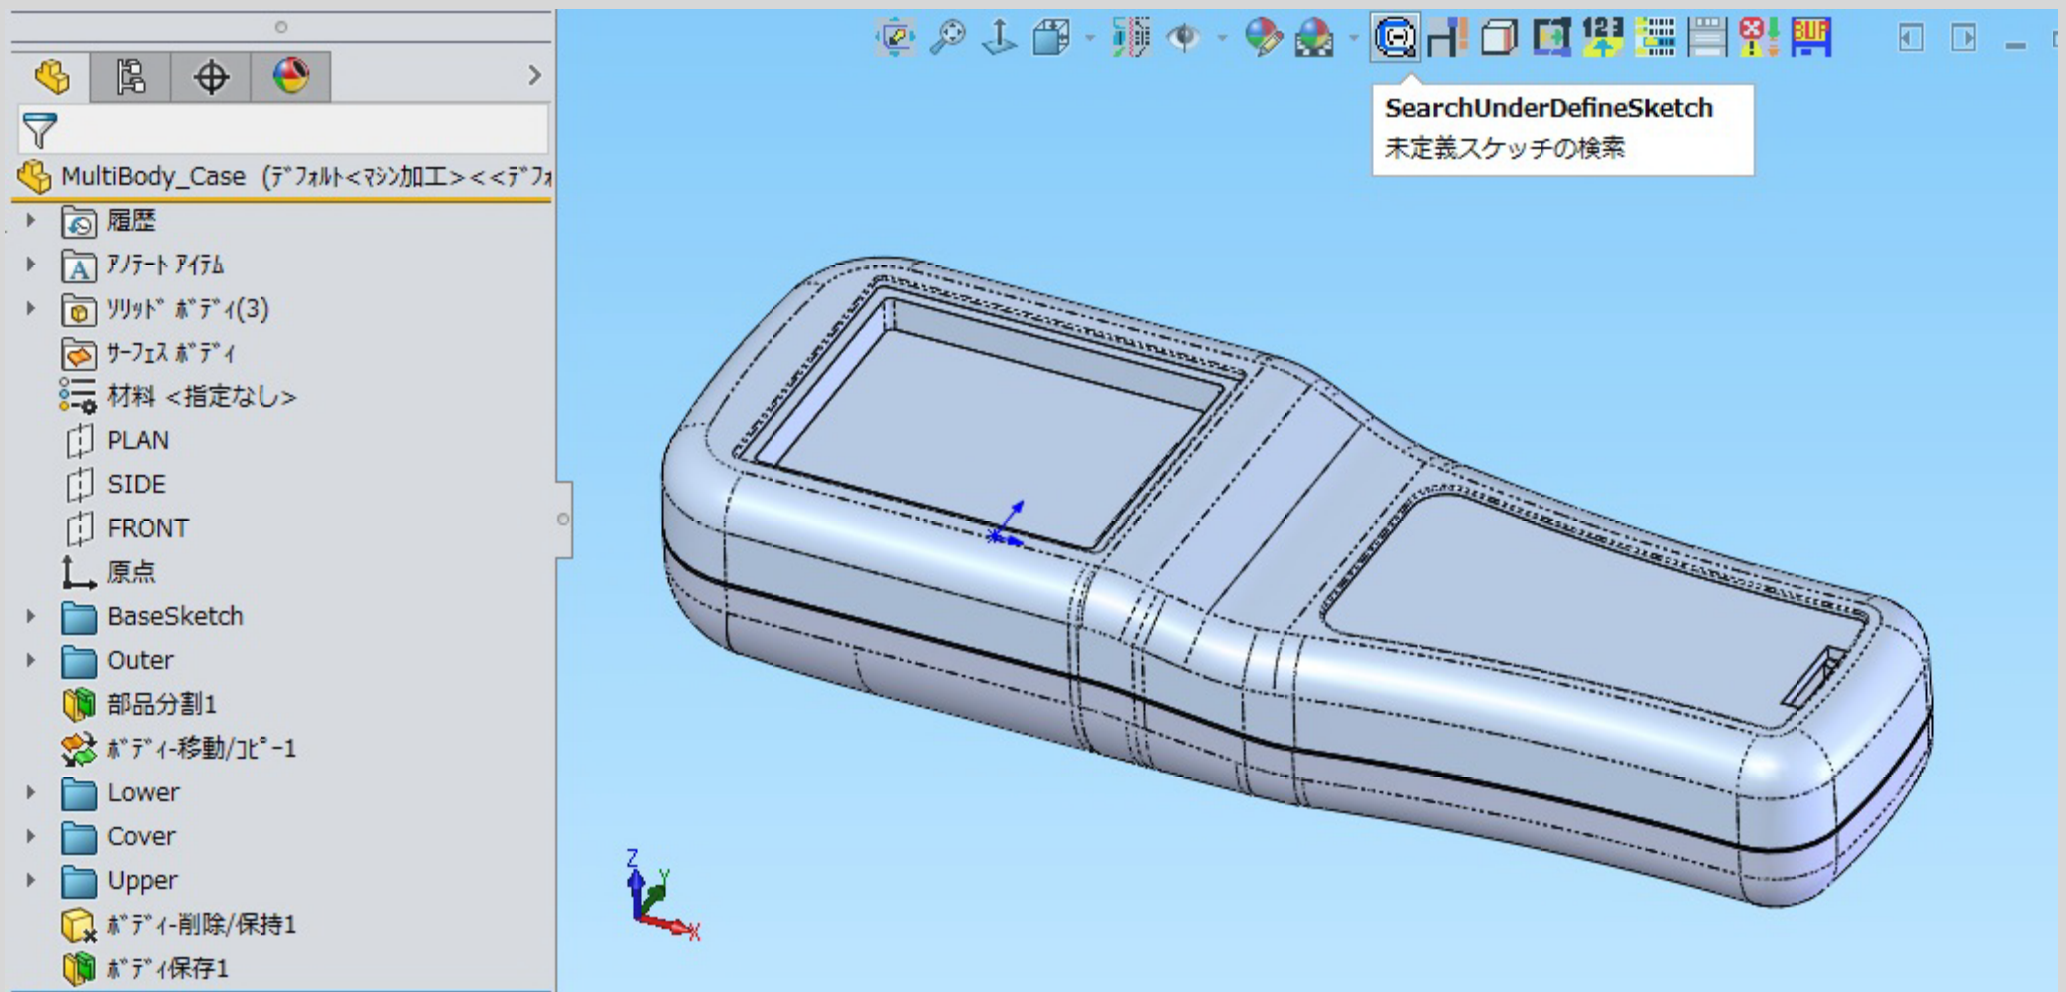 SearchUnderDefineSketch
未定義スケッチの検索
MultiBody_Case (ﾃﾞﾌｫﾙﾄ<ﾏｼﾝ加工><<ﾃﾞﾌｫ
履歴
ｱﾉﾃｰﾄ ｱｲﾃﾑ
ｿﾘｯﾄﾞ ﾎﾞﾃﾞｨ(3)
ｻｰﾌｪｽ ﾎﾞﾃﾞｨ
材料 <指定なし>
PLAN
SIDE
FRONT
原点
BaseSketch
Outer
部品分割1
ﾎﾞﾃﾞｨ-移動/ｺﾋﾟｰ1
Lower
Cover
Upper
ﾎﾞﾃﾞｨ-削除/保持1
ﾎﾞﾃﾞｨ保存1
123
BUP
A
Z
Y
X